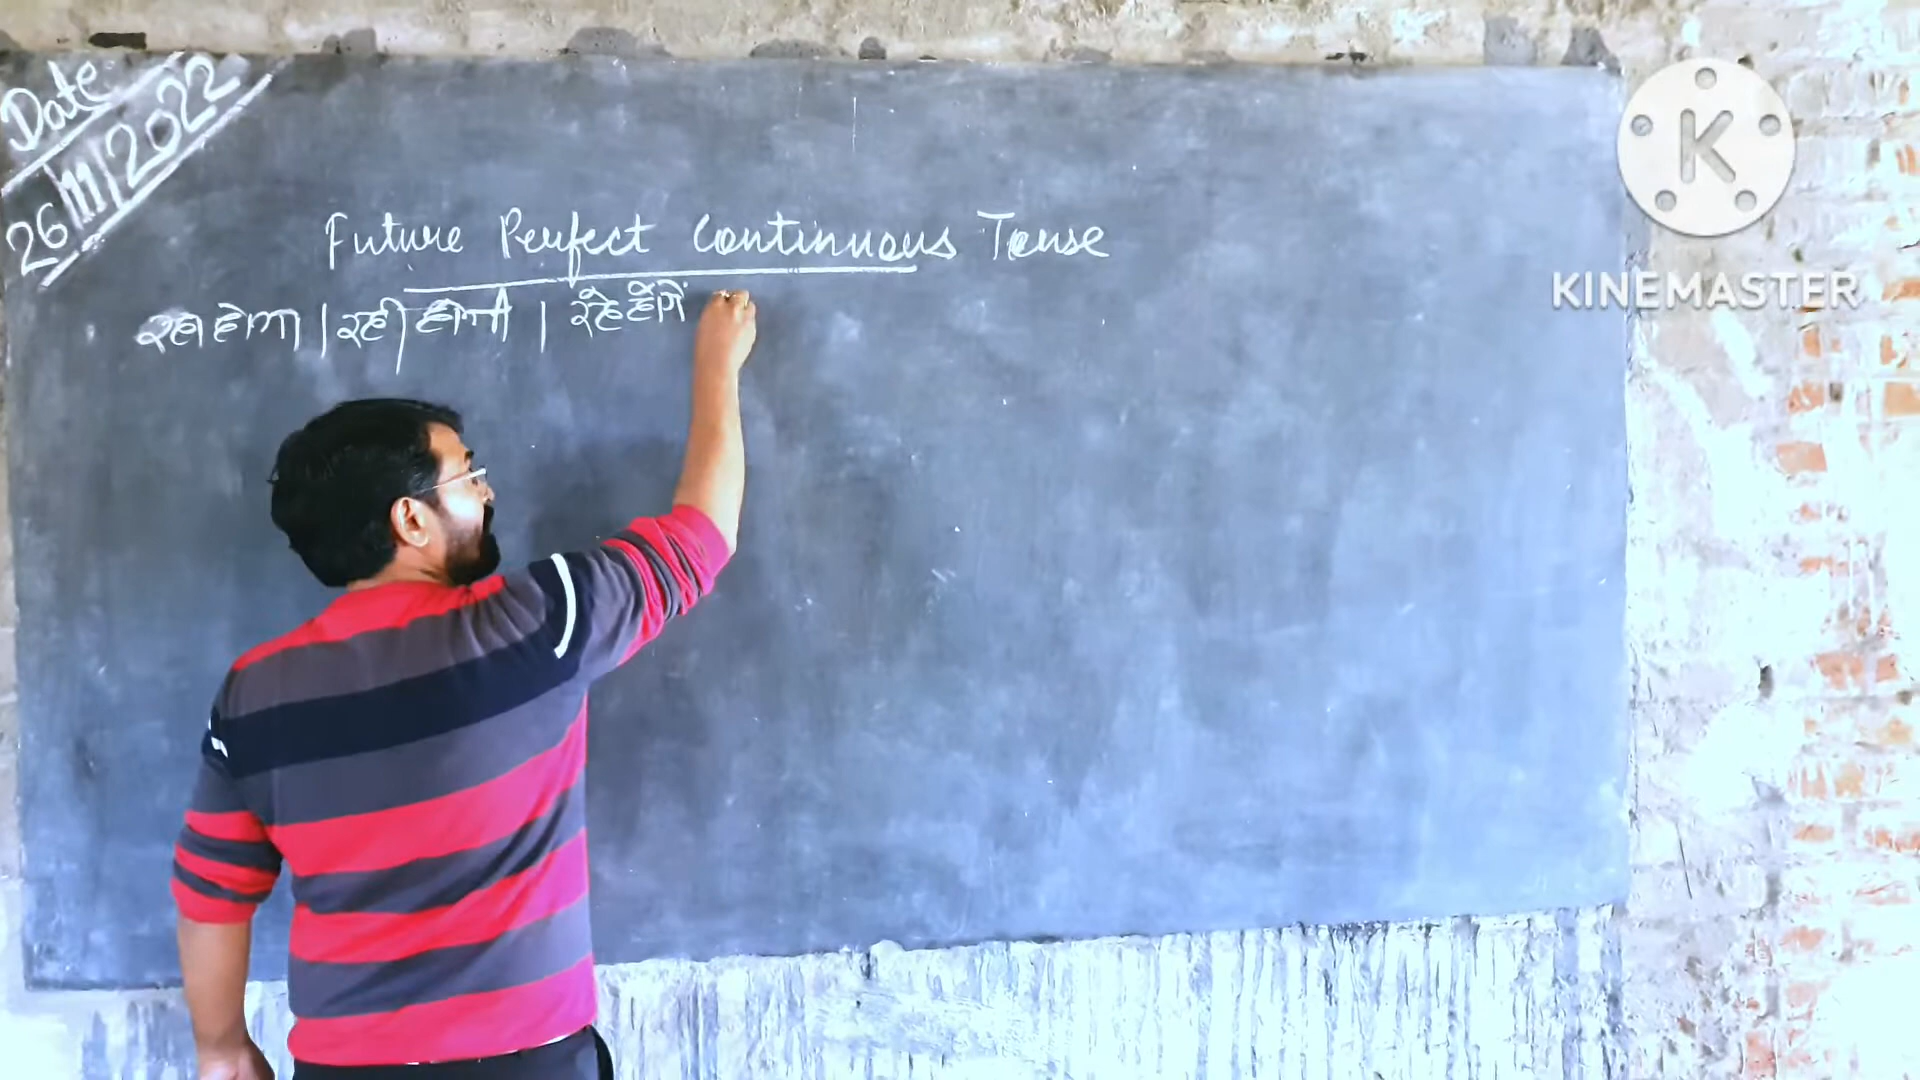 Date:
26/11/2022
Future Perfect Continuous Tense
रहा होगा | रही होगी | रहे होंगें
K
KINEMASTER